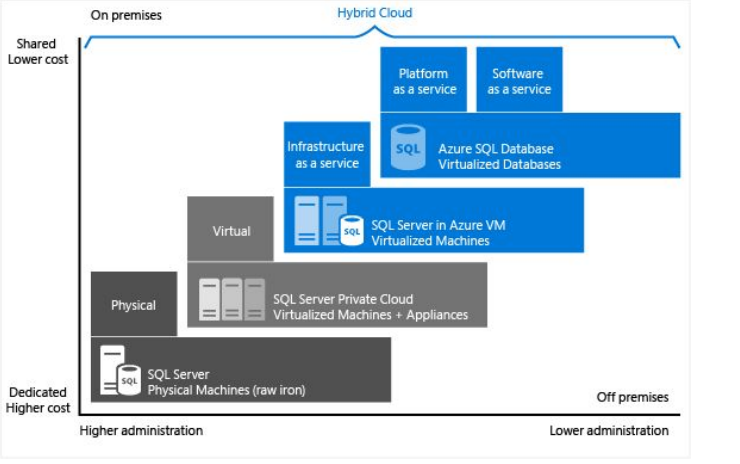 On premises
Hybrid Cloud
Shared
Lower cost
Platform
as a service
Software
as a service
SQL
Azure SQL Database
Virtualized Databases
Infrastructure
as a service
SQL
SQL Server in Azure VM
Virtualized Machines
Virtual
SQL Server Private Cloud
Virtualized Machines + Appliances
Physical
SQL
SQL Server
Physical Machines (raw iron)
Dedicated
Higher cost
Off premises
Higher administration
Lower administration